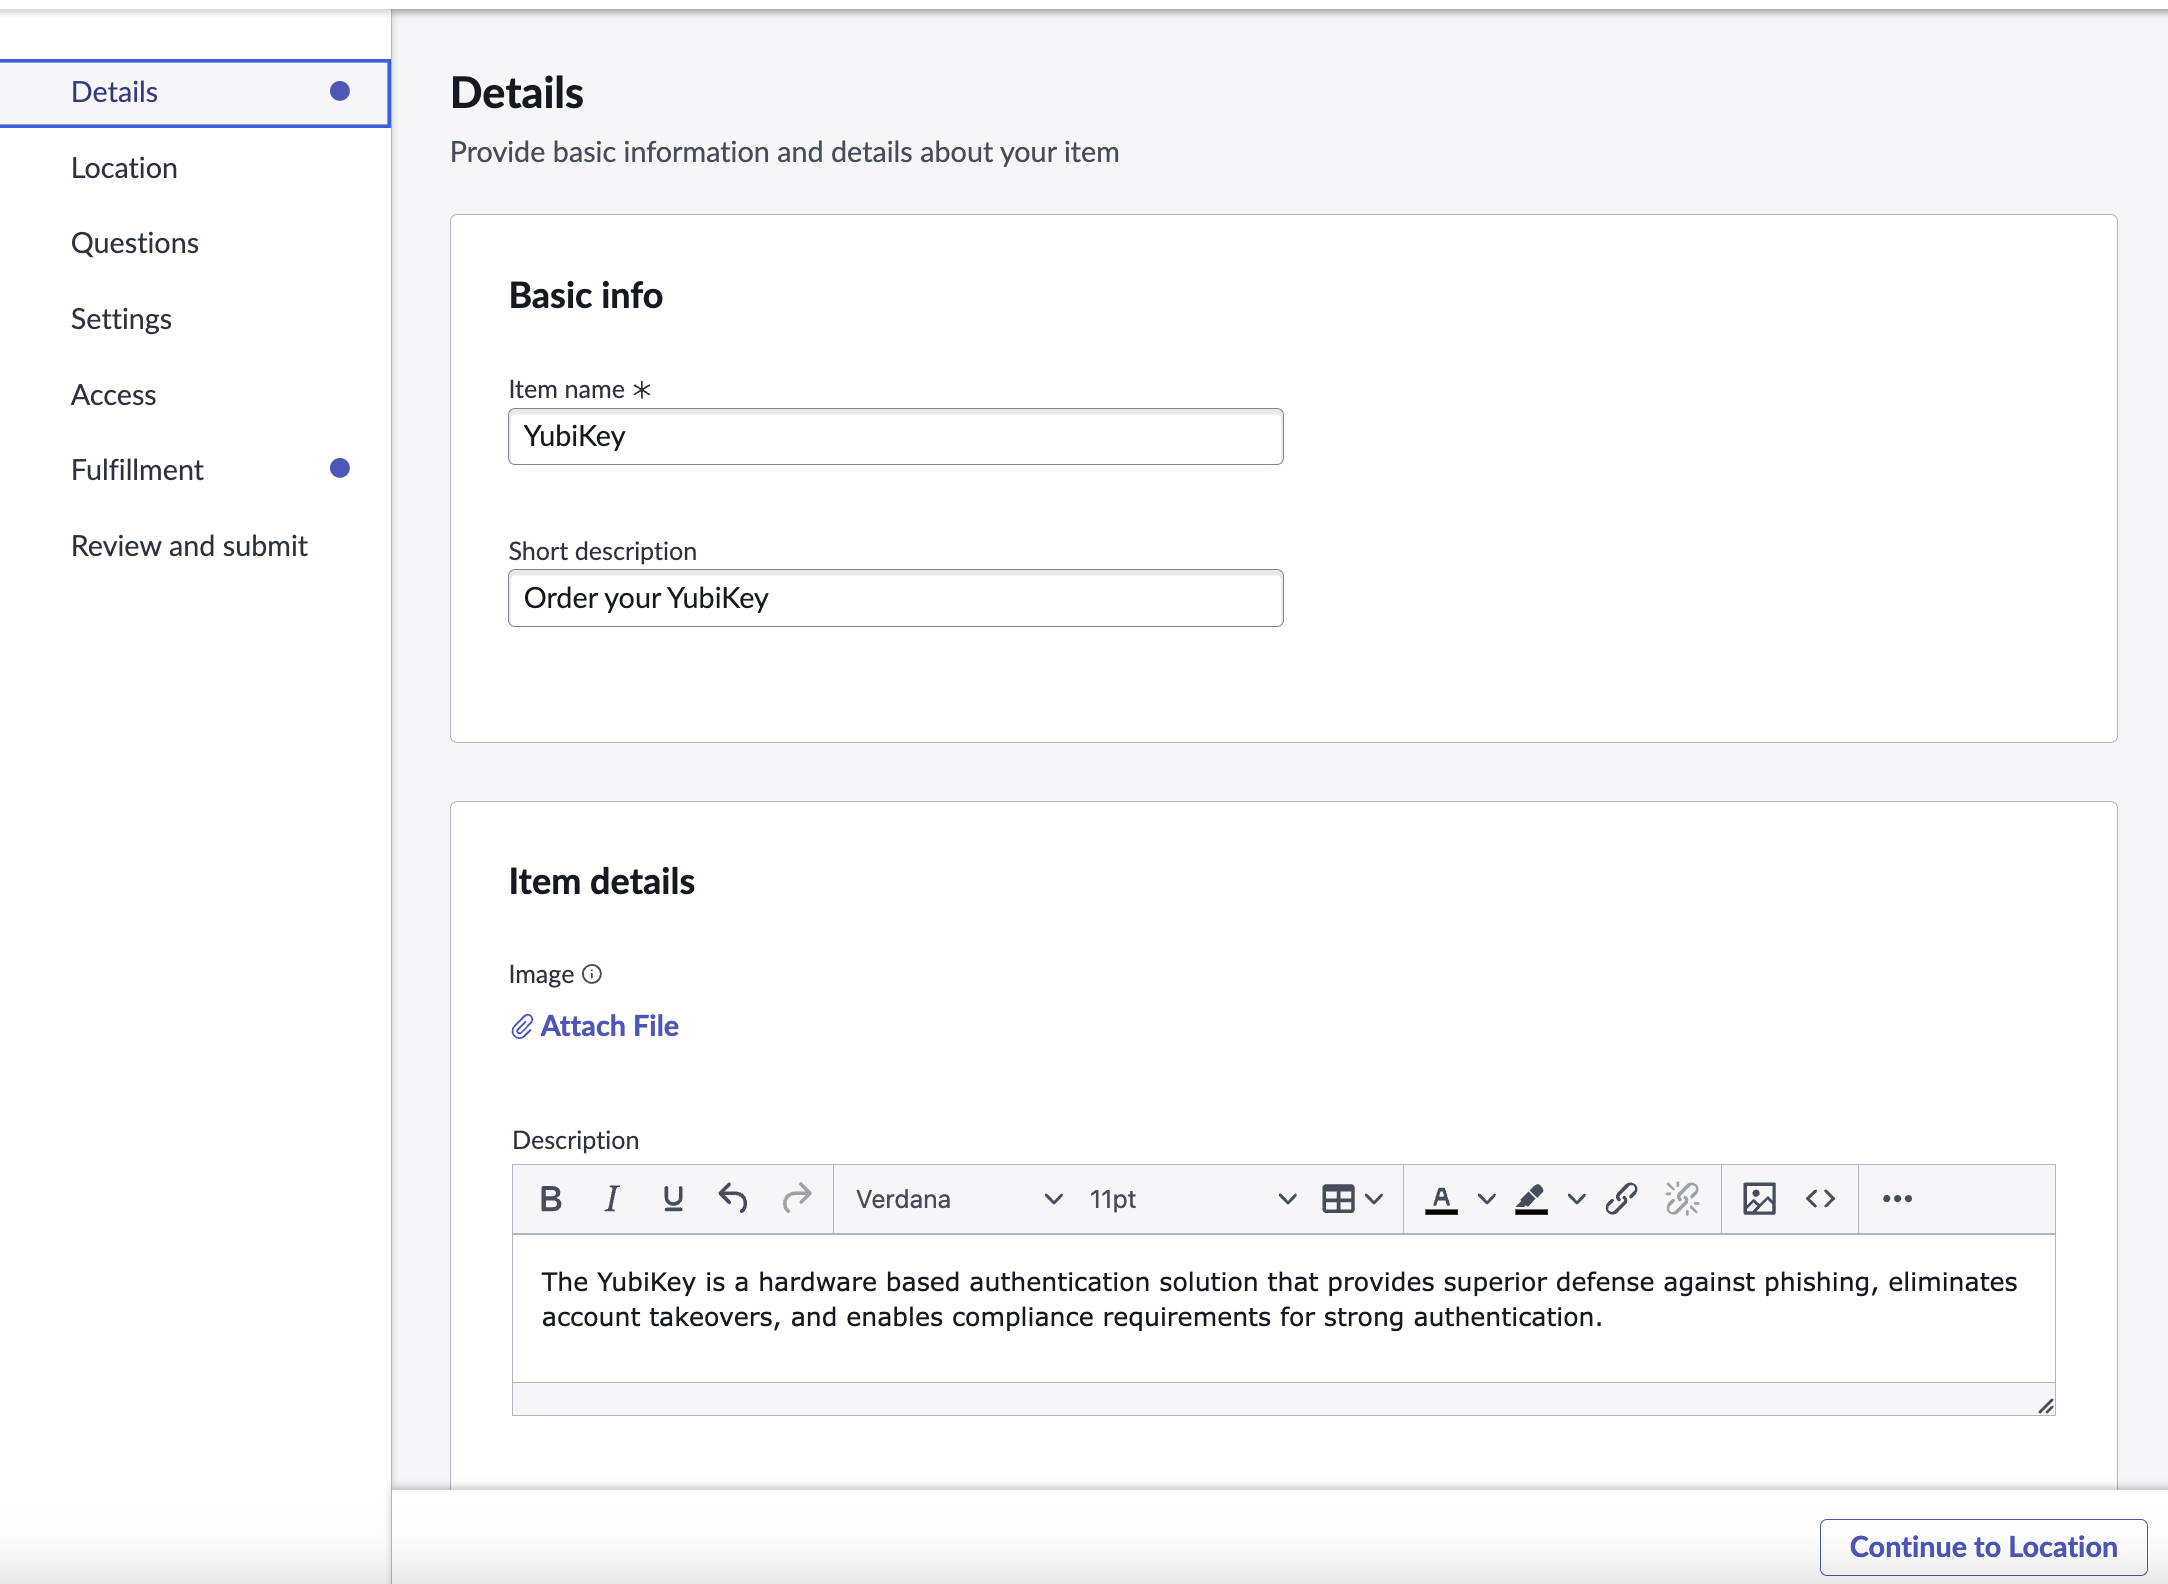 Details
Location
Questions
Settings
Access
Fulfillment
Review and submit
Details
Provide basic information and details about your item
Basic info
Item name *
YubiKey
Short description
Order your YubiKey
Item details
Image
Attach File
Description
B I U Verdana 11pt A
The YubiKey is a hardware based authentication solution that provides superior defense against phishing, eliminates
account takeovers, and enables compliance requirements for strong authentication.
Continue to Location